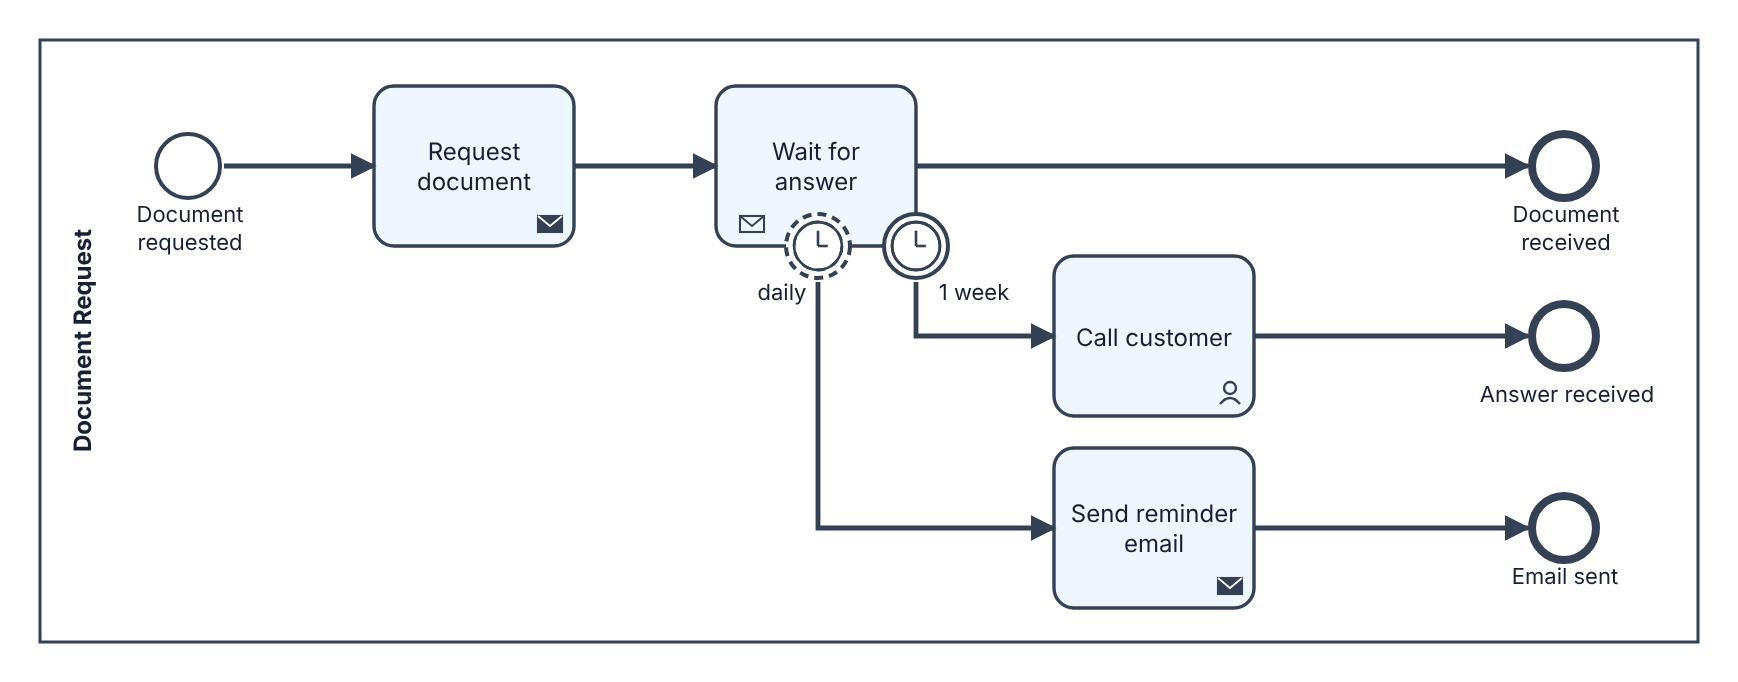 Document Request
Document
requested
Request
document
Wait for
answer
daily
1 week
Document
received
Call customer
Answer received
Send reminder
email
Email sent